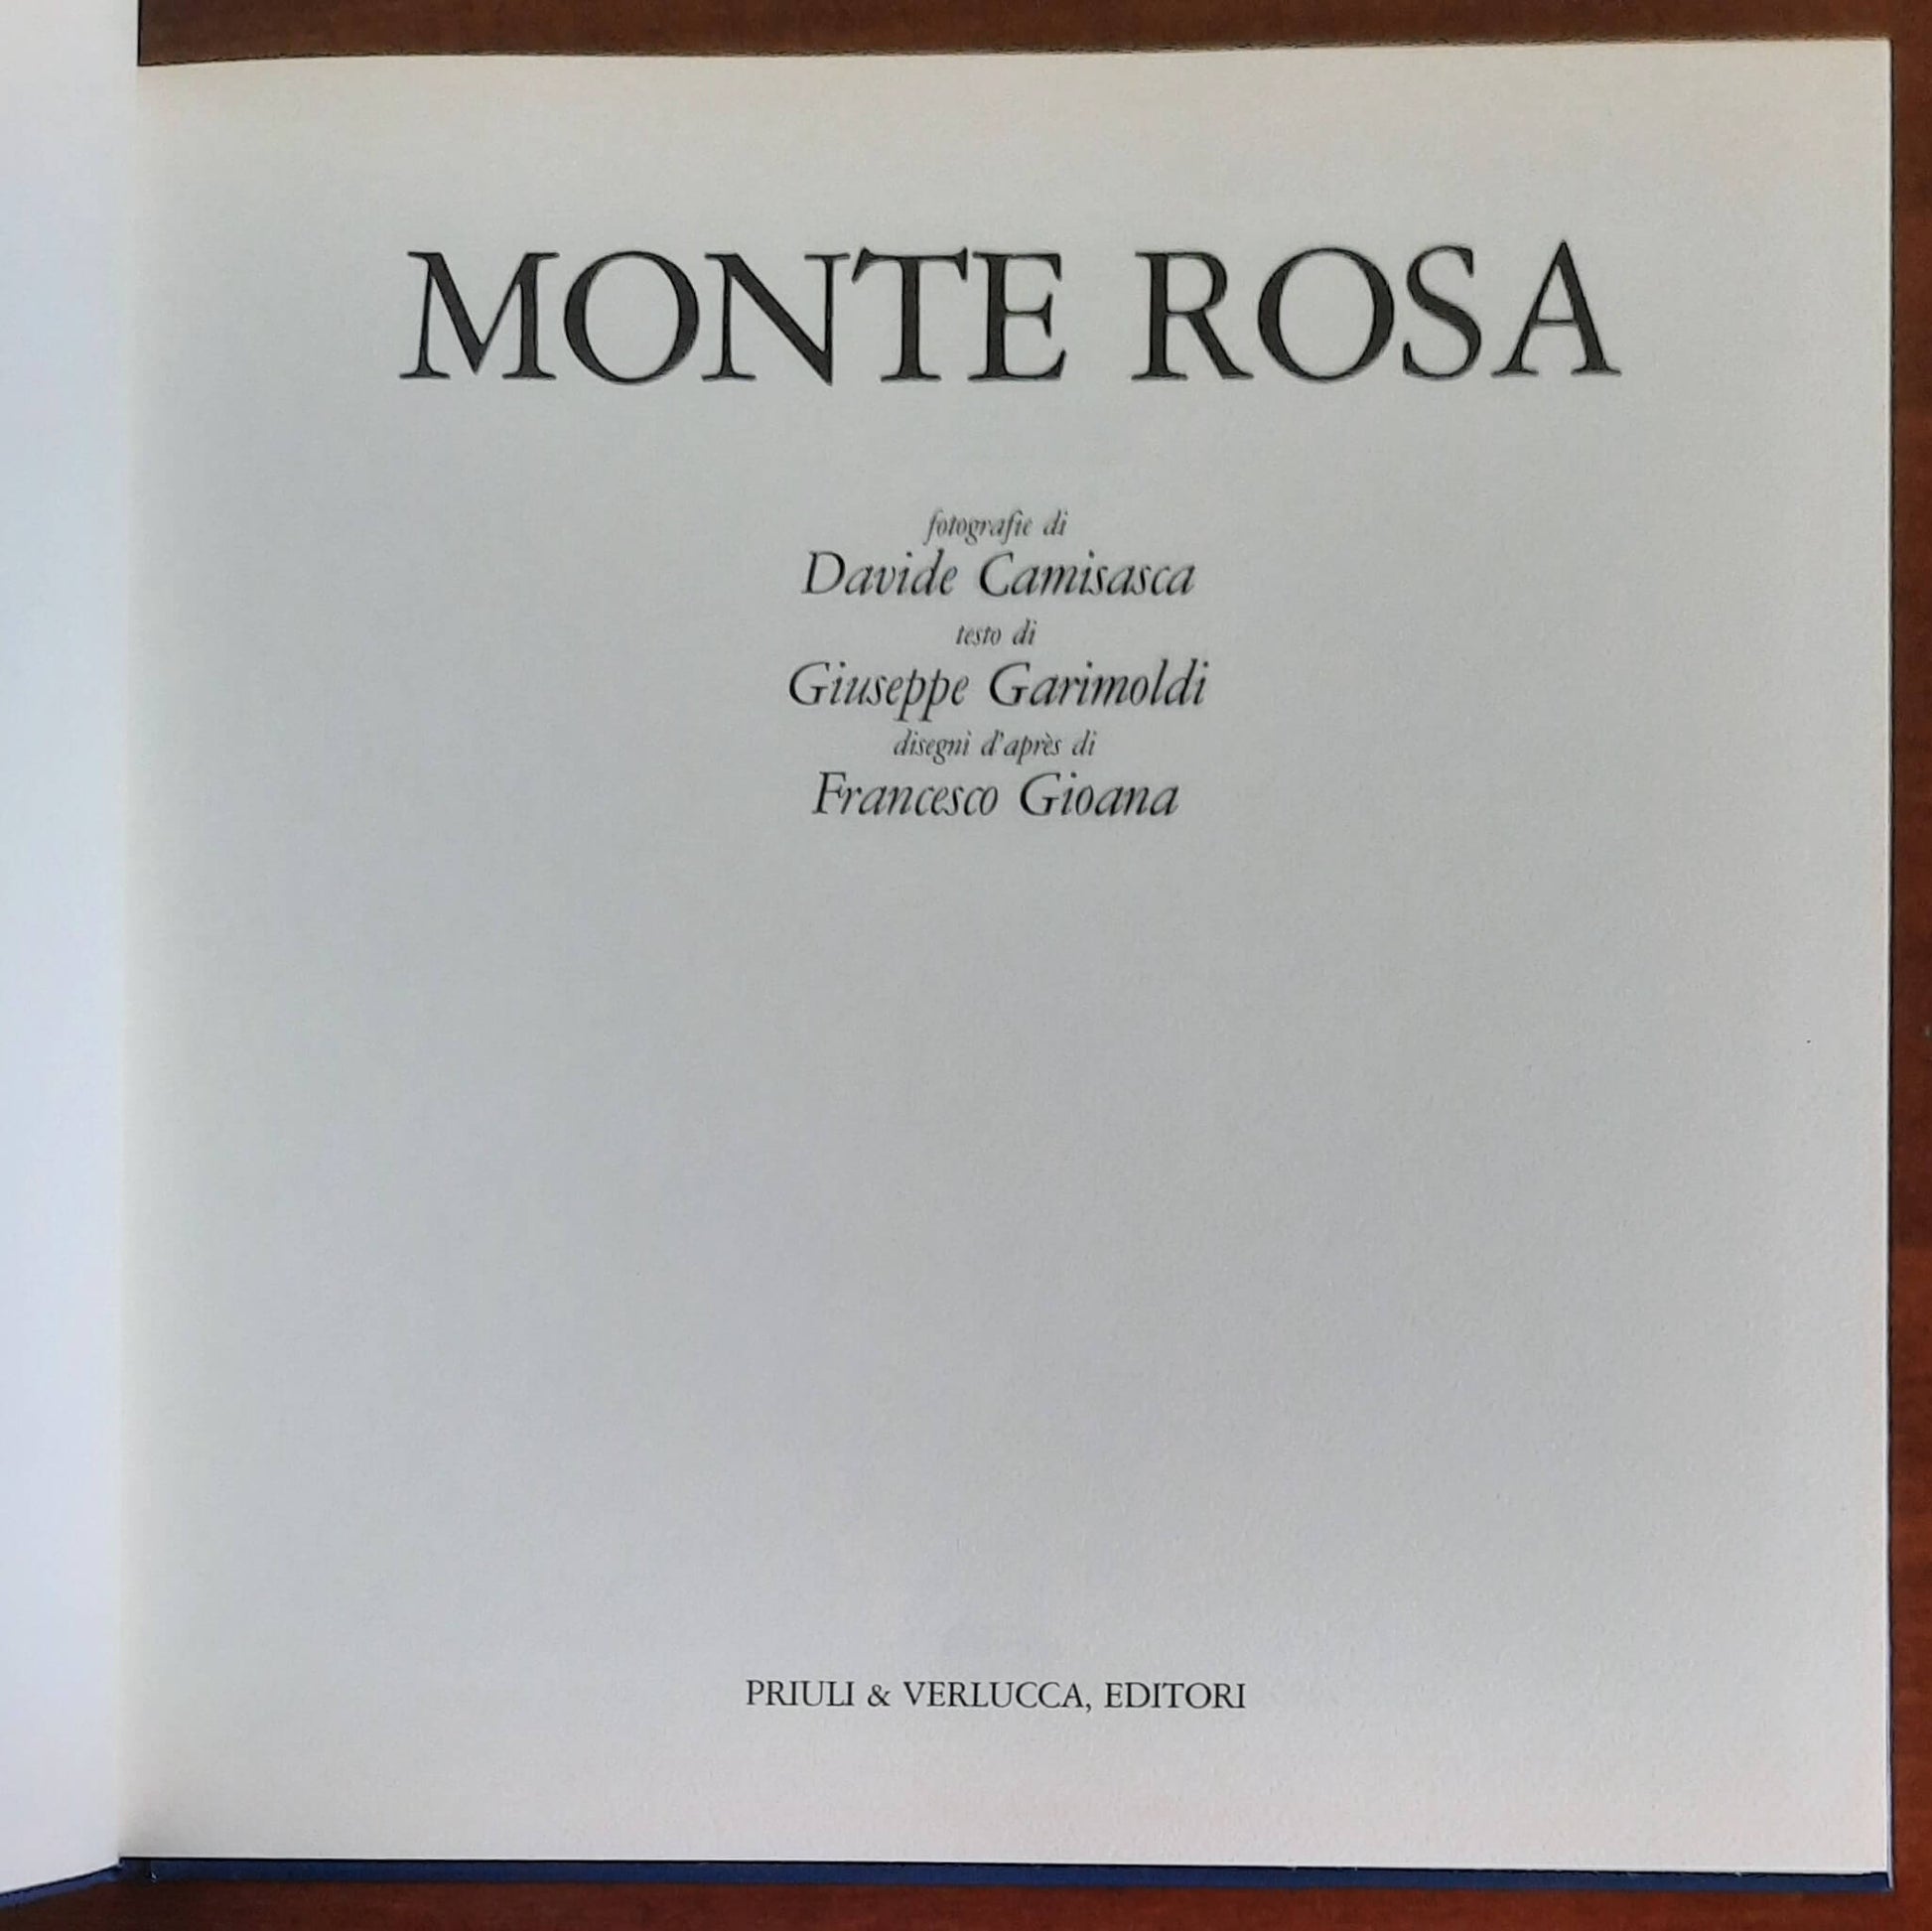 MONTE ROSA
fotografie di
Davide Camisasca
testo di
Giuseppe Garimoldi
disegni d'après di
Francesco Gioana
PRIULI & VERLUCCA, EDITORI